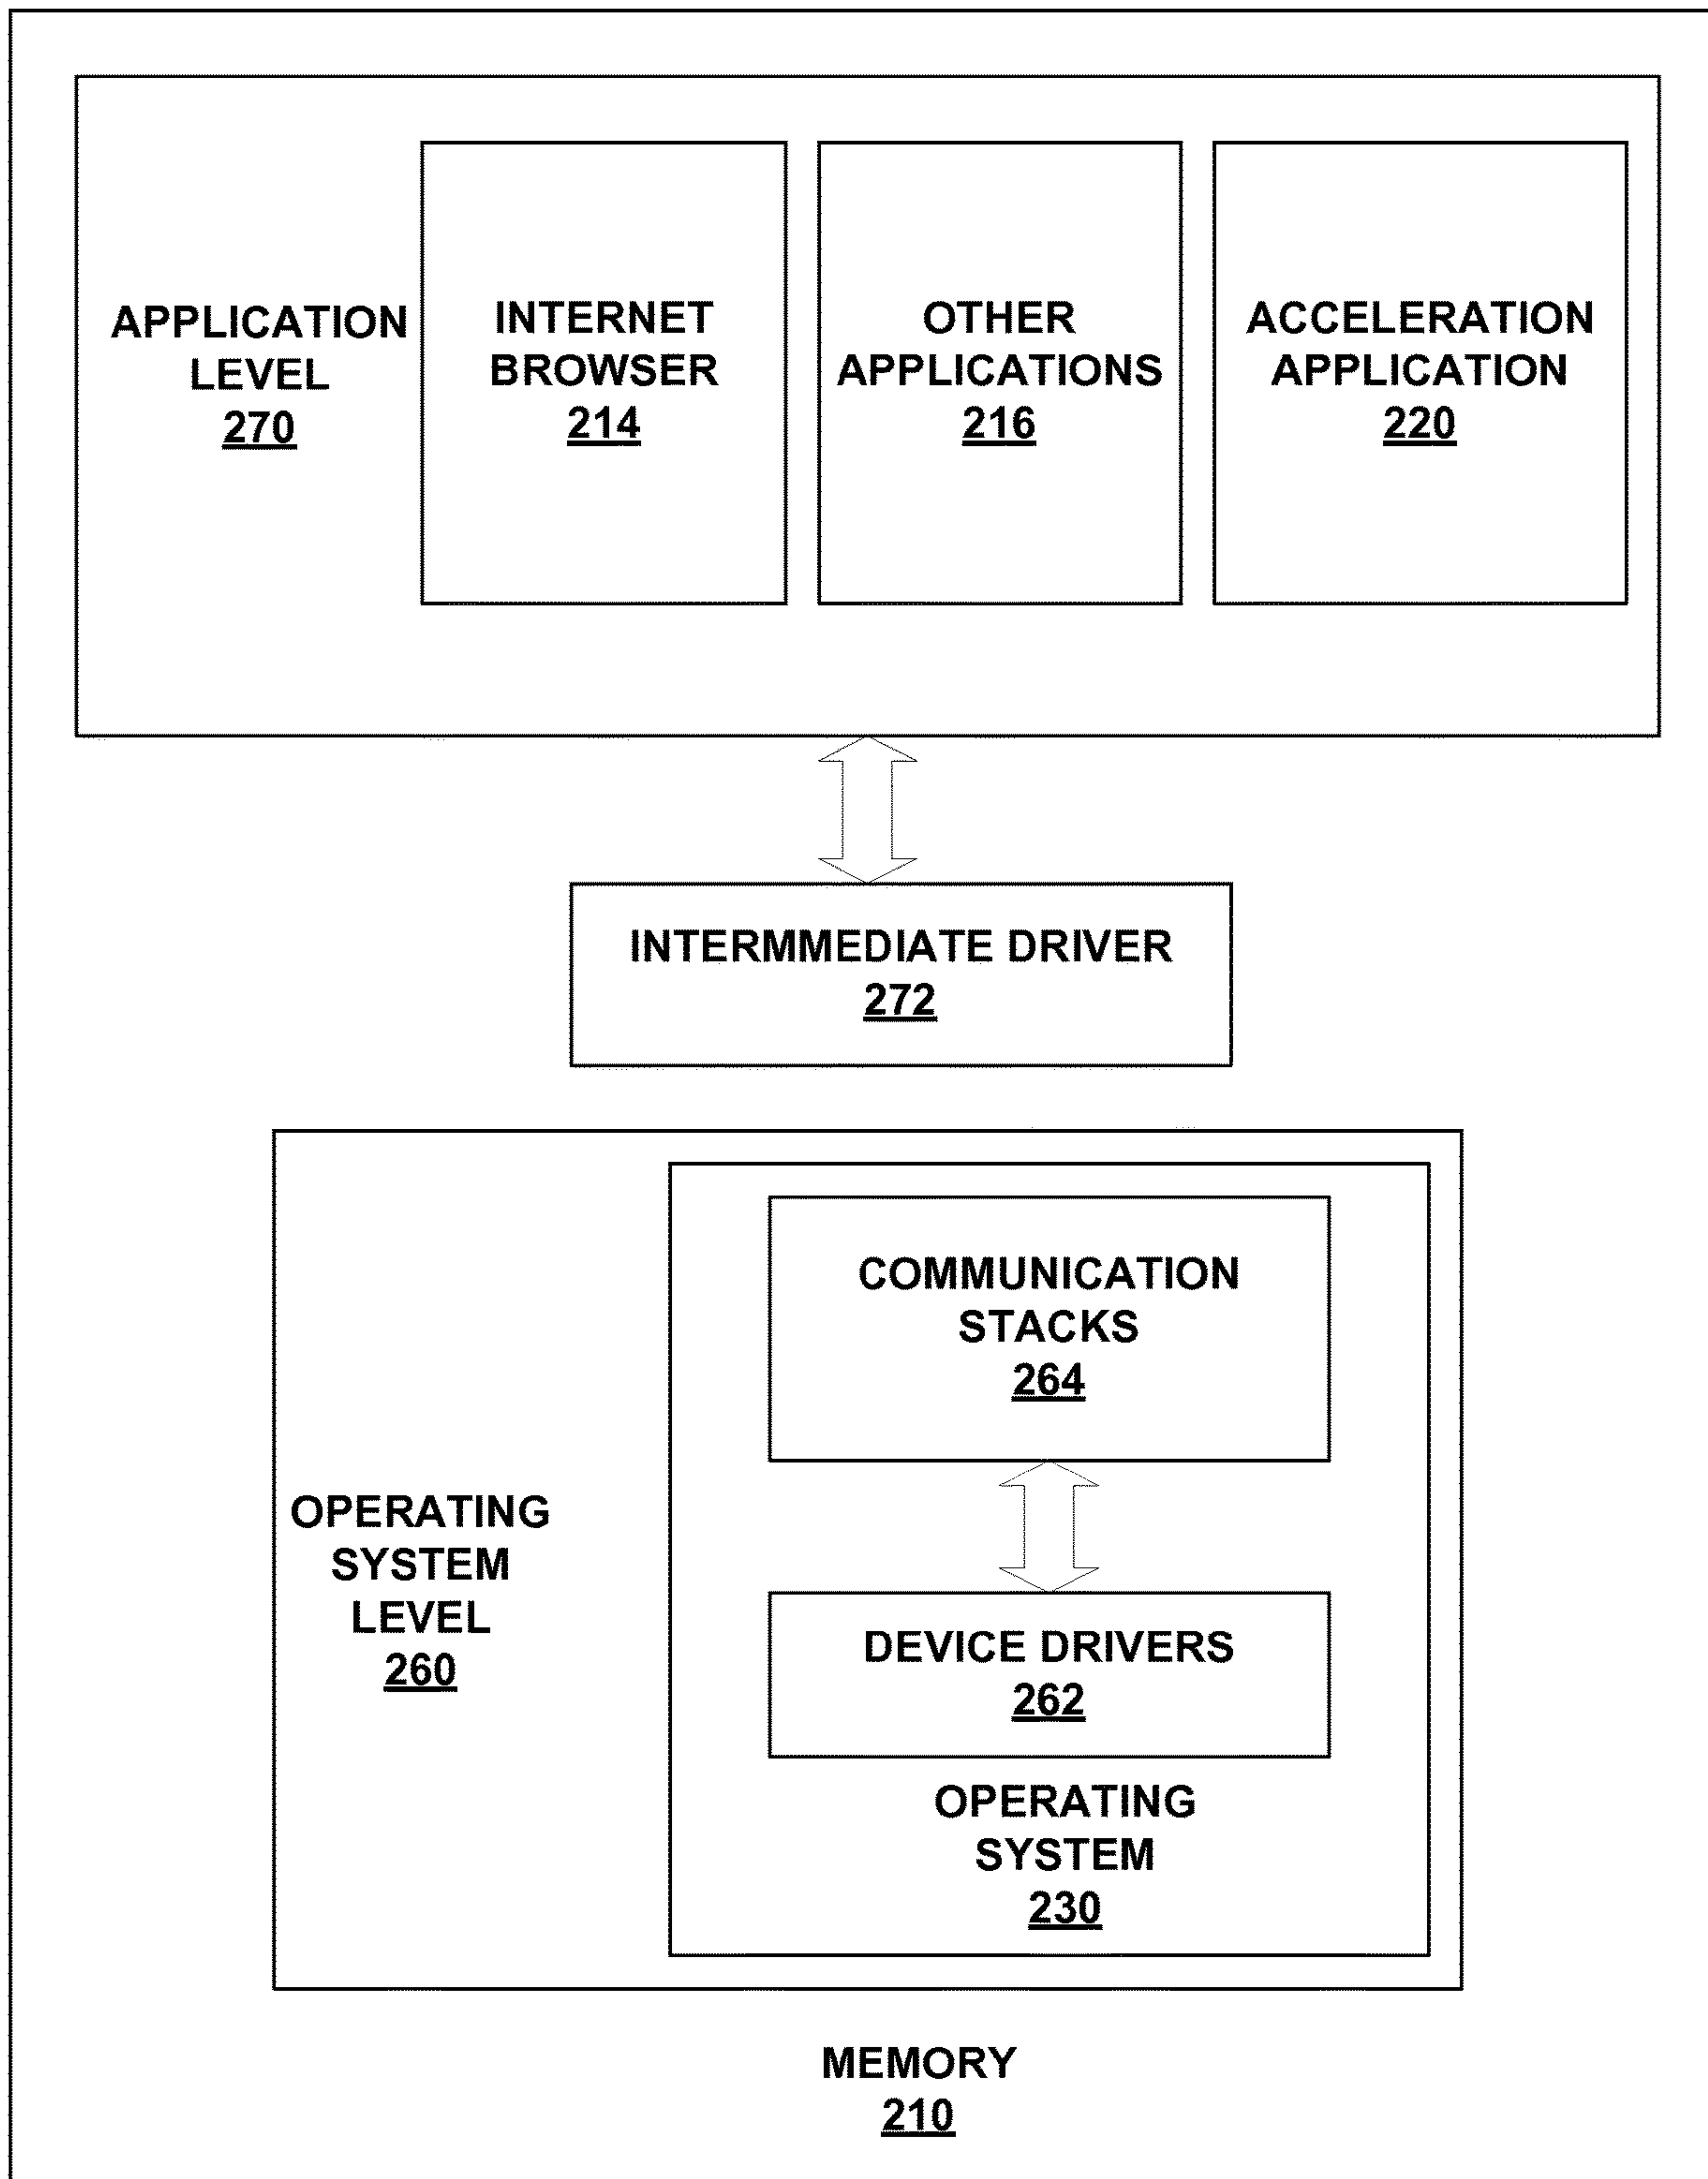 APPLICATION
LEVEL
270
INTERNET
BROWSER
214
OTHER
APPLICATIONS
216
ACCELERATION
APPLICATION
220
INTERMMEDIATE DRIVER
272
COMMUNICATION
STACKS
264
OPERATING
SYSTEM
LEVEL
260
DEVICE DRIVERS
262
OPERATING
SYSTEM
230
MEMORY
210